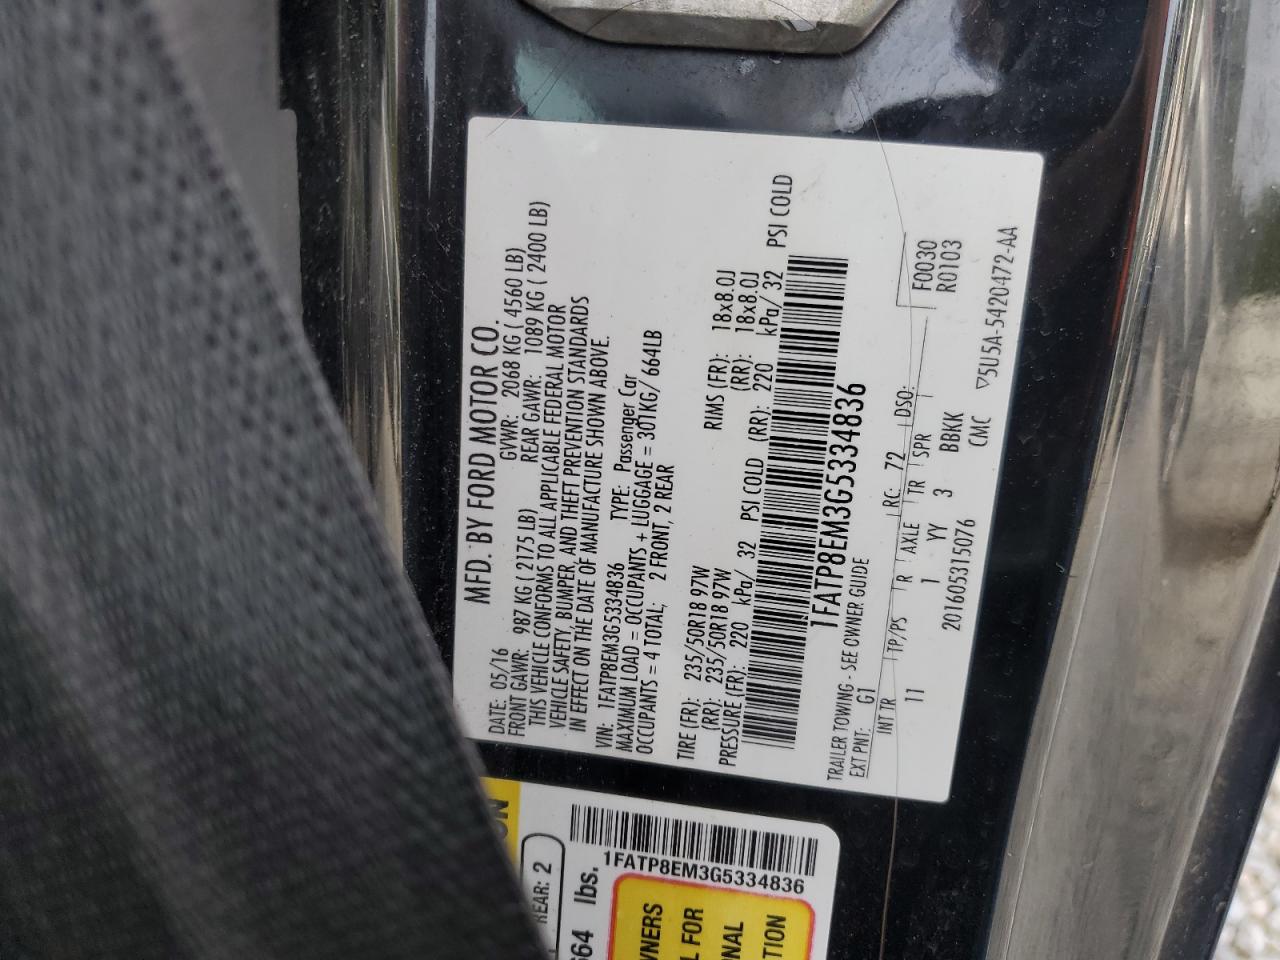 MFD. BY FORD MOTOR CO.
DATE: 05/16 GVWR: 2068 KG ( 4560 LB)
FRONT GAWR: 987 KG ( 2175 LB) REAR GAWR: 1089 KG ( 2400 LB)
THIS VEHICLE CONFORMS TO ALL APPLICABLE FEDERAL MOTOR
VEHICLE SAFETY, BUMPER, AND THEFT PREVENTION STANDARDS
IN EFFECT ON THE DATE OF MANUFACTURE SHOWN ABOVE.
VIN: 1FATP8EM3G5334836 TYPE: Passenger Car
MAXIMUM LOAD = OCCUPANTS + LUGGAGE = 301KG/ 664LB
OCCUPANTS = 4 TOTAL; 2 FRONT, 2 REAR
TIRE (FR): 235/50R18 97W RIMS (FR): 18x8.0J
(RR): 235/50R18 97W (RR): 18x8.0J
PRESSURE (FR): 220 kPa/ 32 PSI COLD (RR): 220 kPa/ 32 PSI COLD
1FATP8EM3G5334836
TRAILER TOWING - SEE OWNER GUIDE
EXT PNT: G1 RC: 72 DSO: F0030
INT TR TP/PS R AXLE TR SPR R0103
11 1 YY 3 BBKK
201605315076 CMC ▽5U5A-5420472-AA
REAR: 2
lbs.
1FATP8EM3G5334836